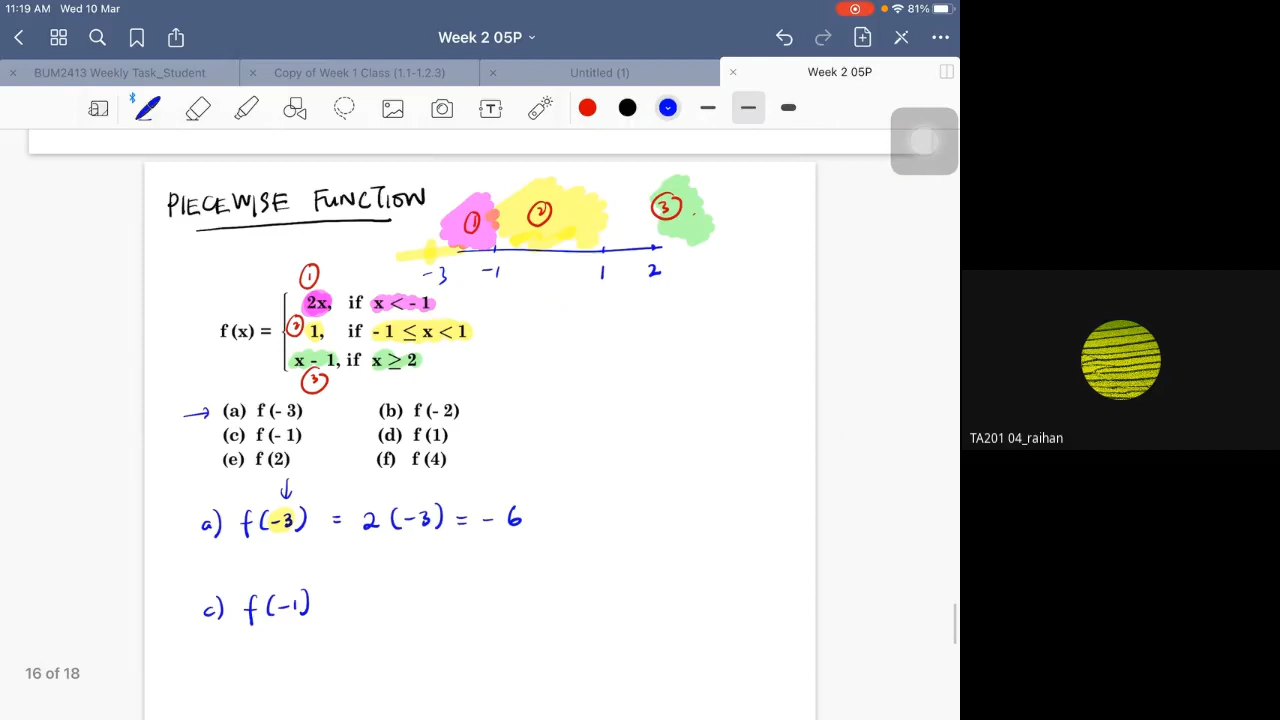 11:19 AM Wed 10 Mar
81%
Week 2 05P
BUM2413 Weekly Task_Student
Copy of Week 1 Class (1.1-1.2.3)
Untitled (1)
Week 2 05P
PIECEWISE FUNCTION
1 2 3
-3 -1 1 2
1
2x, if x < - 1
f (x) = 2 1, if - 1 ≤ x < 1
x - 1, if x ≥ 2
3
→ (a) f (- 3) (b) f (- 2)
(c) f (- 1) (d) f (1)
(e) f (2) (f) f (4)
↓
a) f(-3) = 2 (-3) = - 6
c) f(-1)
16 of 18
TA201 04_raihan